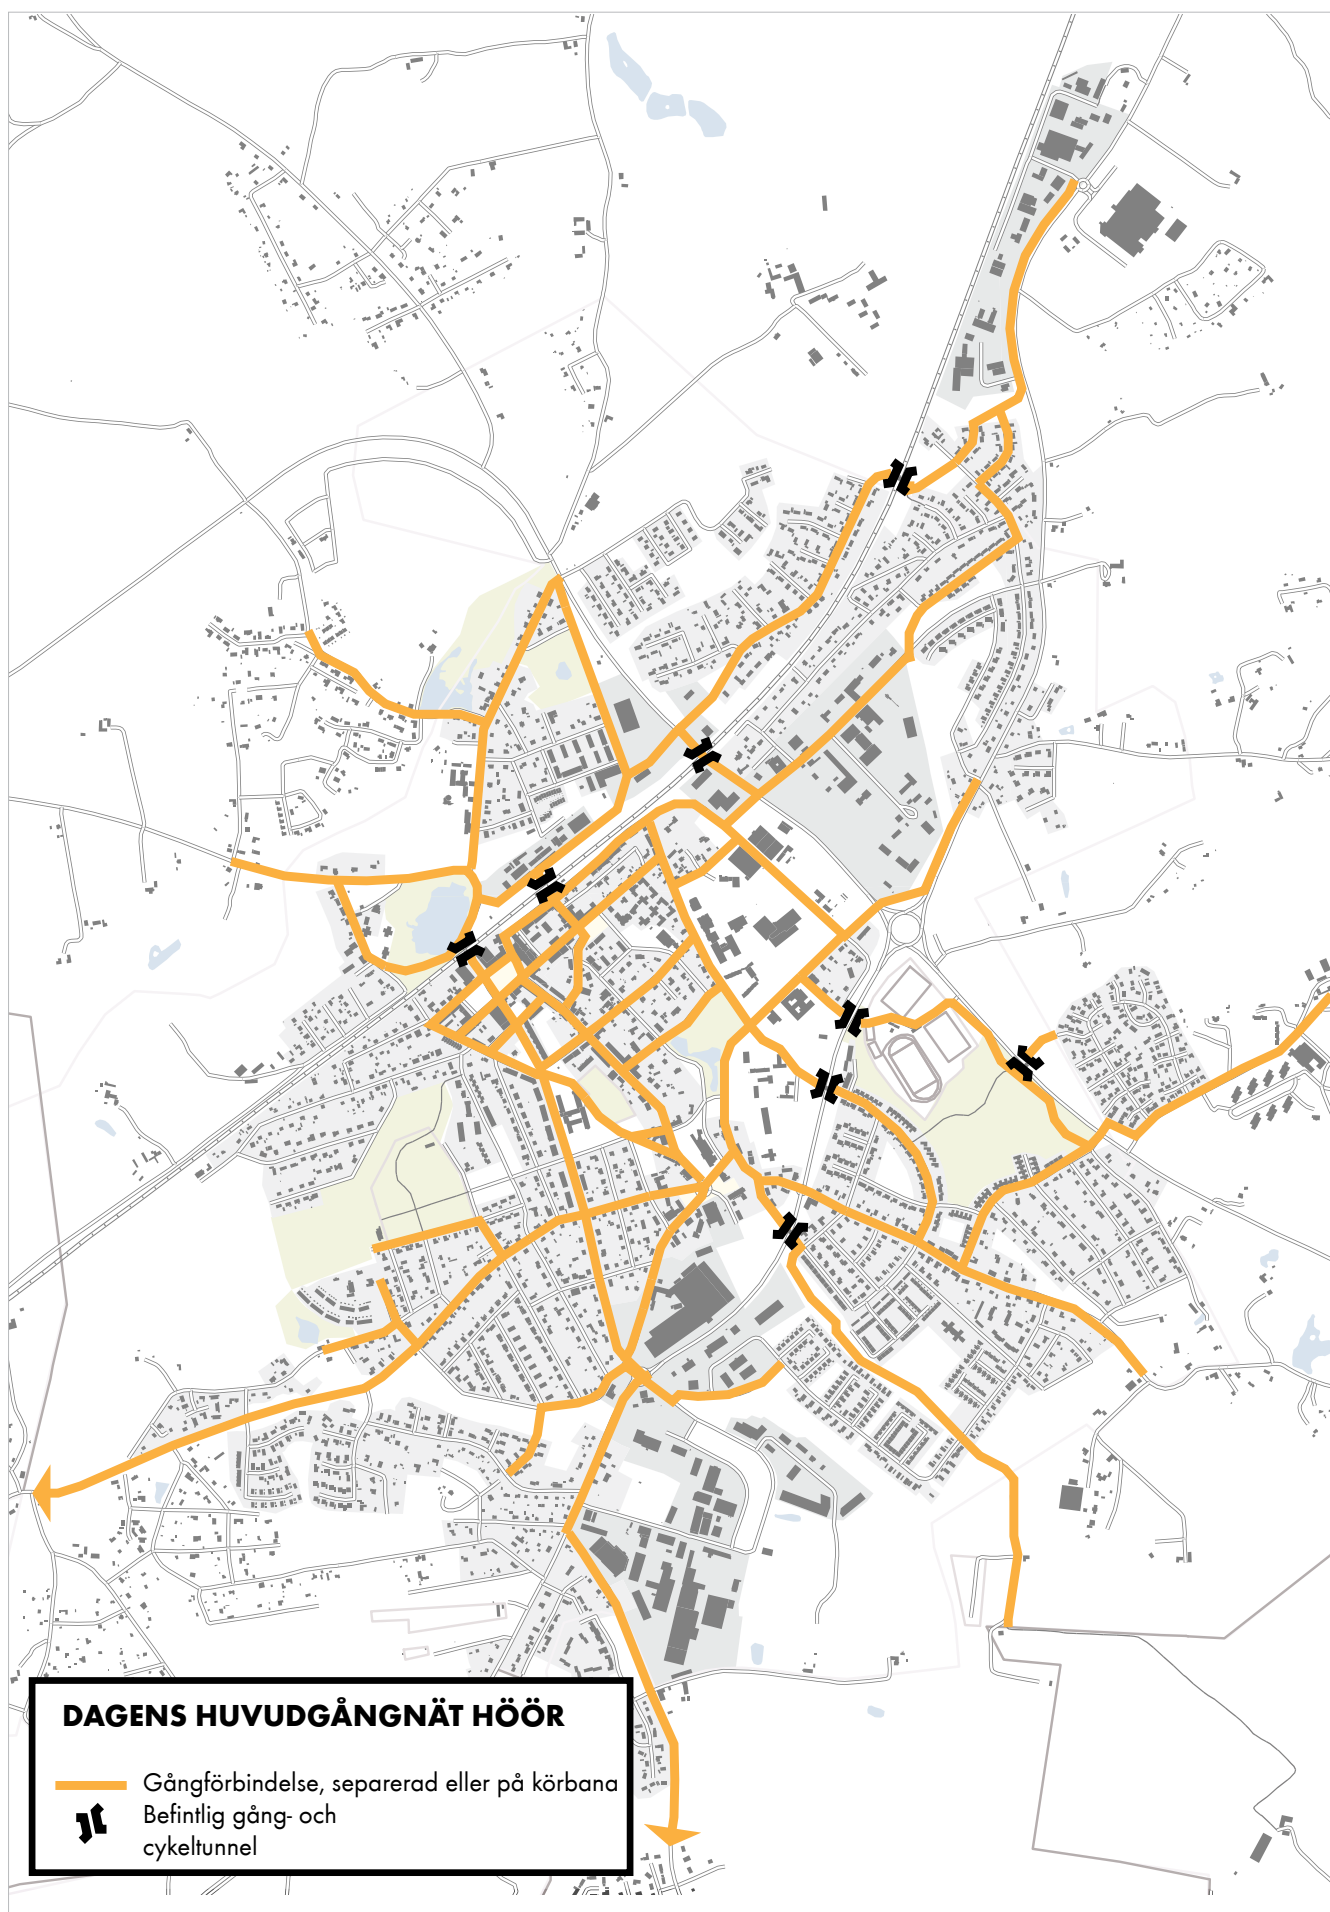 DAGENS HUVUDGÅNGNÄT HÖÖR
Gångförbindelse, separerad eller på körbana
Befintlig gång- och
cykeltunnel